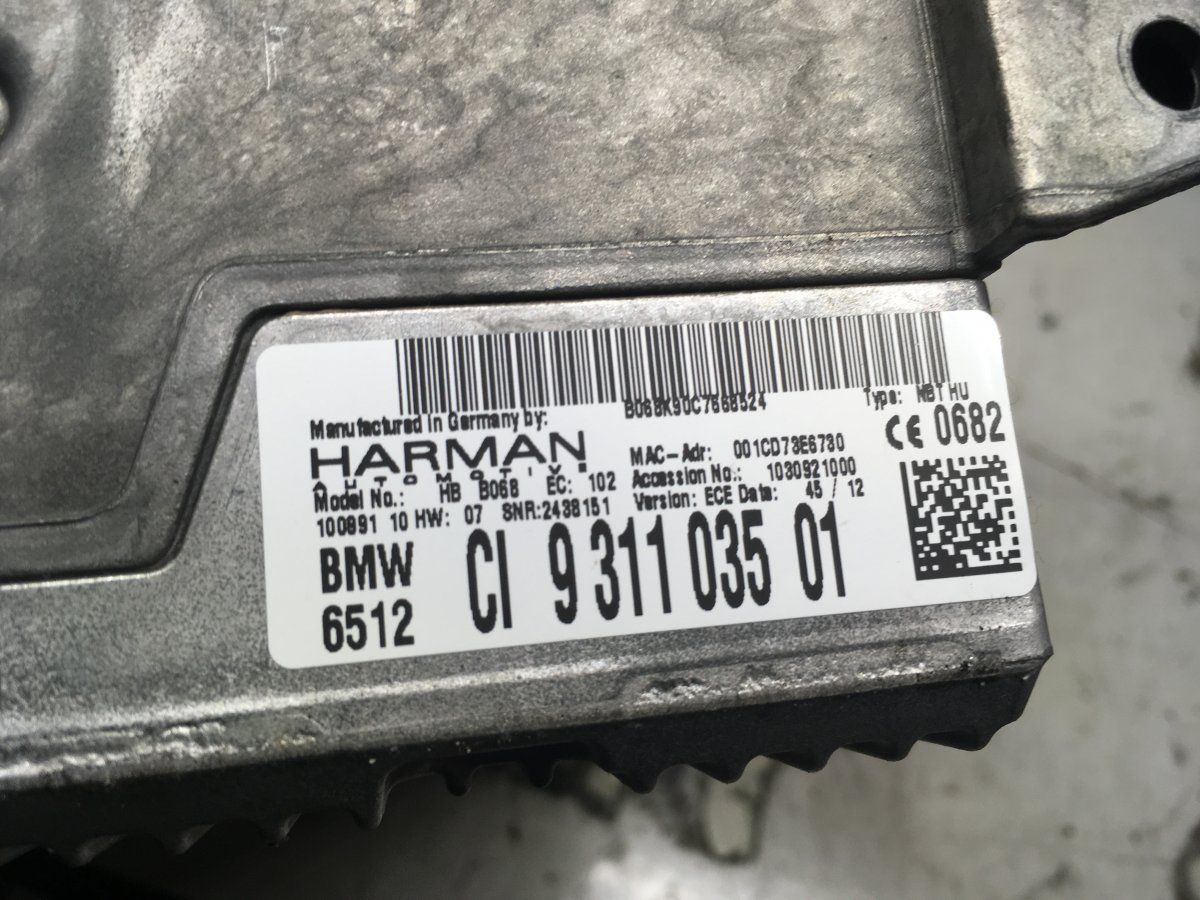 B068K90C7668524
Type: NBT HU
Manufactured in Germany by:
HARMAN
AUTOMOTIVE
MAC-Adr: 001CD73E6730
CE 0682
Model No.: HB B068 EC: 102
Accession No.: 1030921000
100891 10 HW: 07 SNR:2438151
Version: ECE Date: 45 / 12
BMW CI 9 311 035 01
6512